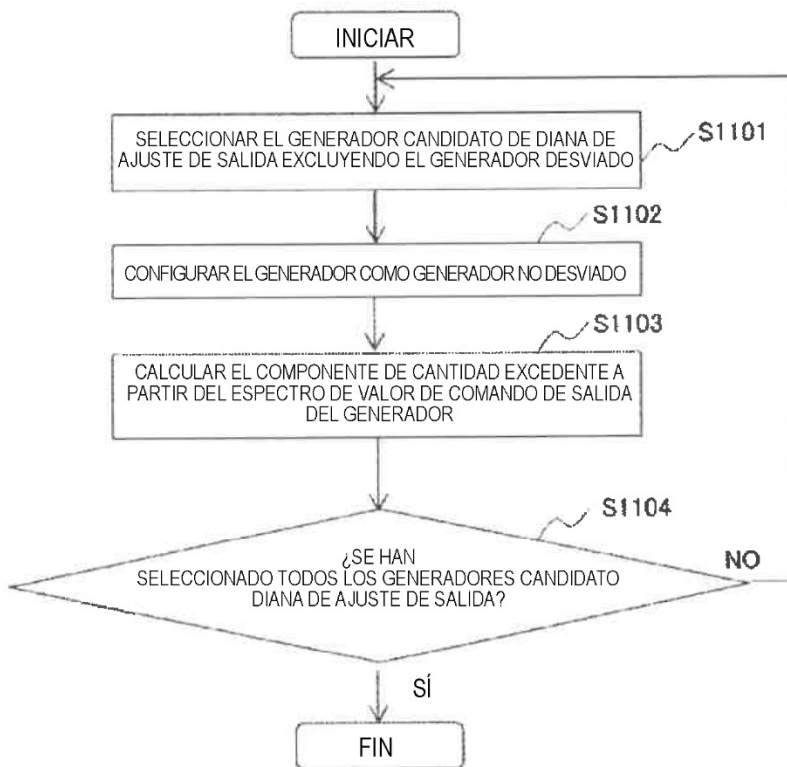 INICIAR
SELECCIONAR EL GENERADOR CANDIDATO DE DIANA DE
AJUSTE DE SALIDA EXCLUYENDO EL GENERADOR DESVIADO
S1101
S1102
CONFIGURAR EL GENERADOR COMO GENERADOR NO DESVIADO
S1103
CALCULAR EL COMPONENTE DE CANTIDAD EXCEDENTE A
PARTIR DEL ESPECTRO DE VALOR DE COMANDO DE SALIDA
DEL GENERADOR
S1104
¿SE HAN
SELECCIONADO TODOS LOS GENERADORES CANDIDATO
DIANA DE AJUSTE DE SALIDA?
NO
SÍ
FIN